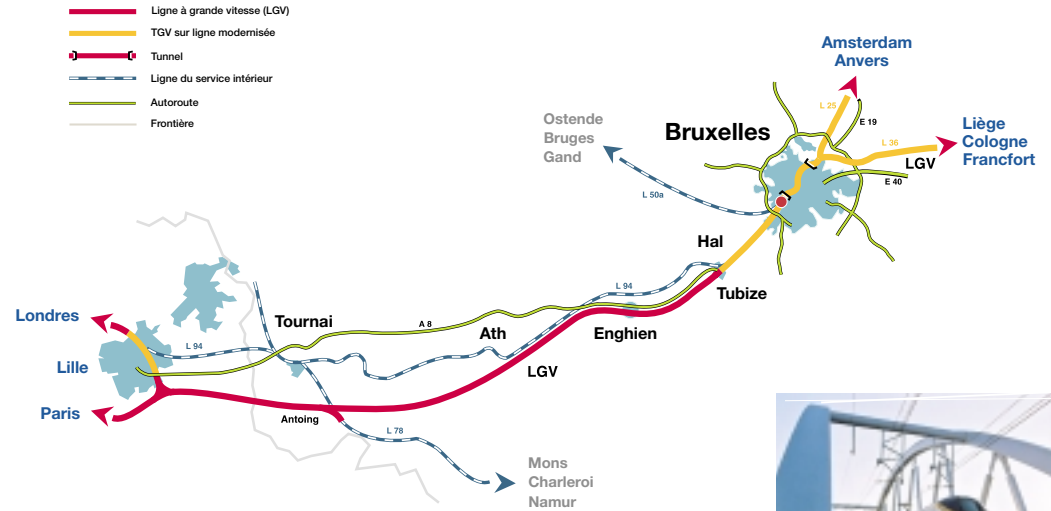 Ligne à grande vitesse (LGV)
TGV sur ligne modernisée
Tunnel
Ligne du service intérieur
Autoroute
Frontière
Amsterdam
Anvers
L 25
E 19
Ostende
Bruges
Gand
Bruxelles
L 36
LGV
Liège
Cologne
Francfort
E 40
L 50a
Hal
Tubize
L 94
Enghien
A 8
Ath
LGV
Tournai
Londres
L 94
Lille
Paris
Antoing
L 78
Mons
Charleroi
Namur